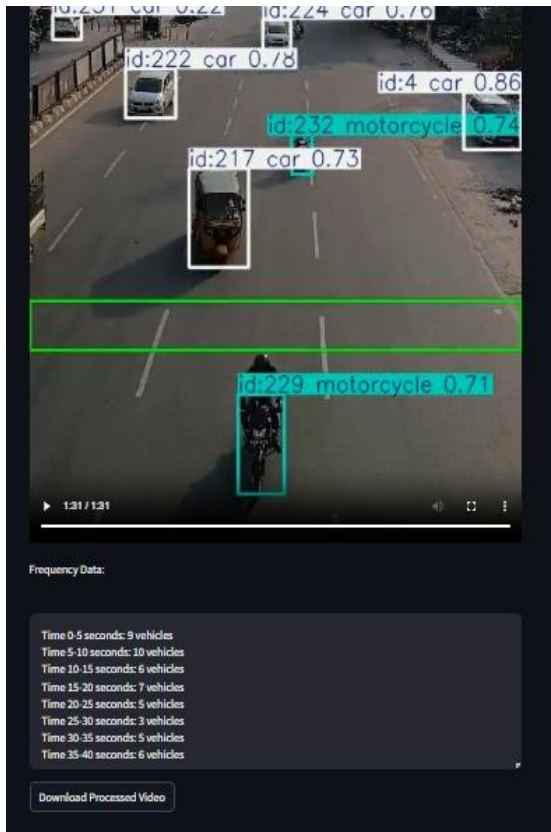 id:231 car 0.22
id:224 car 0.76
id:222 car 0.78
id:4 car 0.86
id:232 motorcycle 0.74
id:217 car 0.73
id:229 motorcycle 0.71
1:31 / 1:31
Frequency Data:
Time 0-5 seconds: 9 vehicles
Time 5-10 seconds: 10 vehicles
Time 10-15 seconds: 6 vehicles
Time 15-20 seconds: 7 vehicles
Time 20-25 seconds: 5 vehicles
Time 25-30 seconds: 3 vehicles
Time 30-35 seconds: 5 vehicles
Time 35-40 seconds: 6 vehicles
Download Processed Video